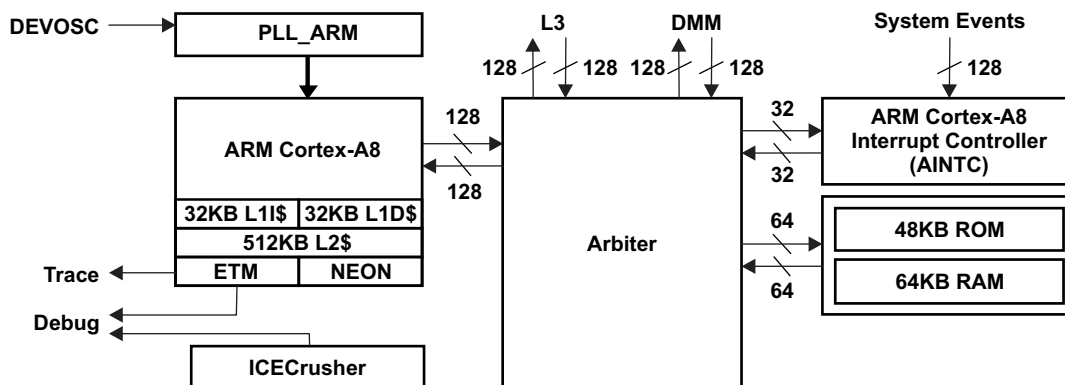 DEVOSC
PLL_ARM
L3
DMM
System Events
128
128
128
128
128
ARM Cortex-A8
128
128
32
32
ARM Cortex-A8
Interrupt Controller
(AINTC)
32KB L1I$
32KB L1D$
512KB L2$
ETM
NEON
Arbiter
64
64
48KB ROM
64KB RAM
Trace
Debug
ICECrusher